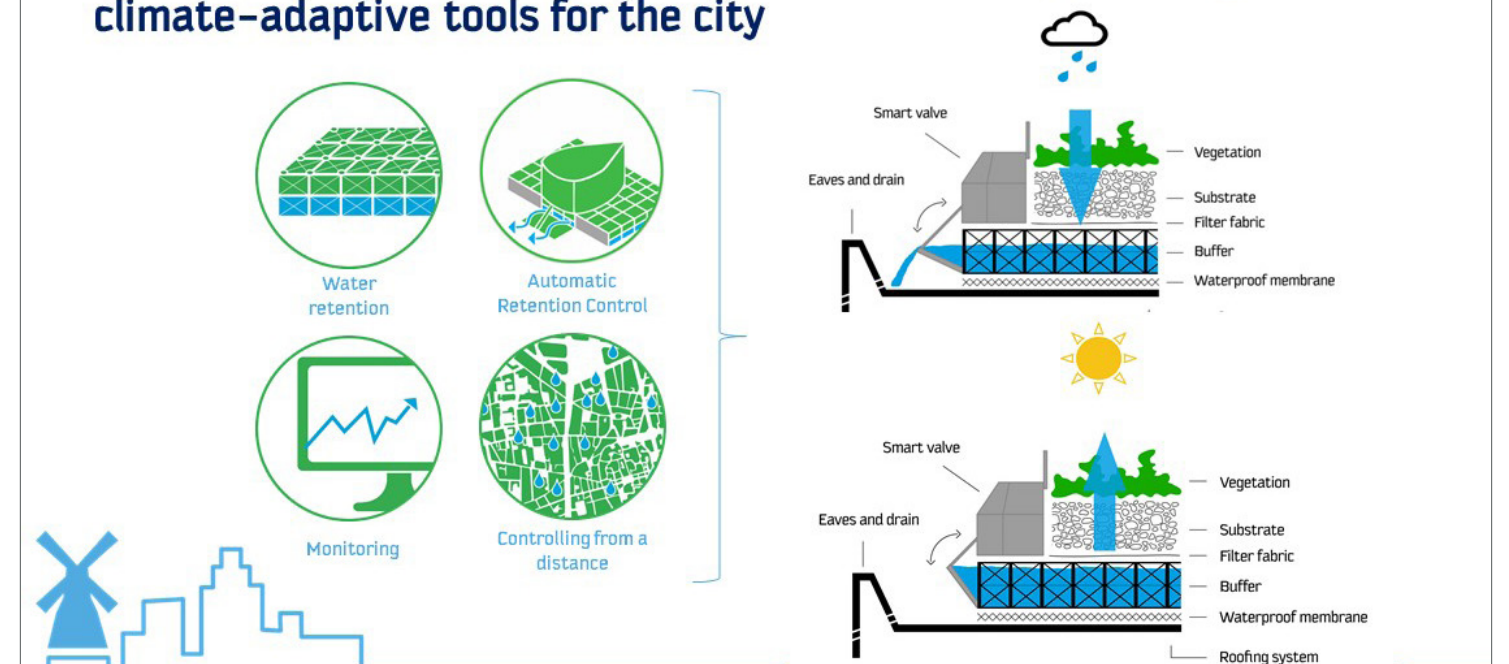 climate-adaptive tools for the city
Water
retention
Automatic
Retention Control
Monitoring
Controlling from a
distance
Smart valve
Eaves and drain
Vegetation
Substrate
Filter fabric
Buffer
Waterproof membrane
Smart valve
Eaves and drain
Vegetation
Substrate
Filter fabric
Buffer
Waterproof membrane
Roofing system